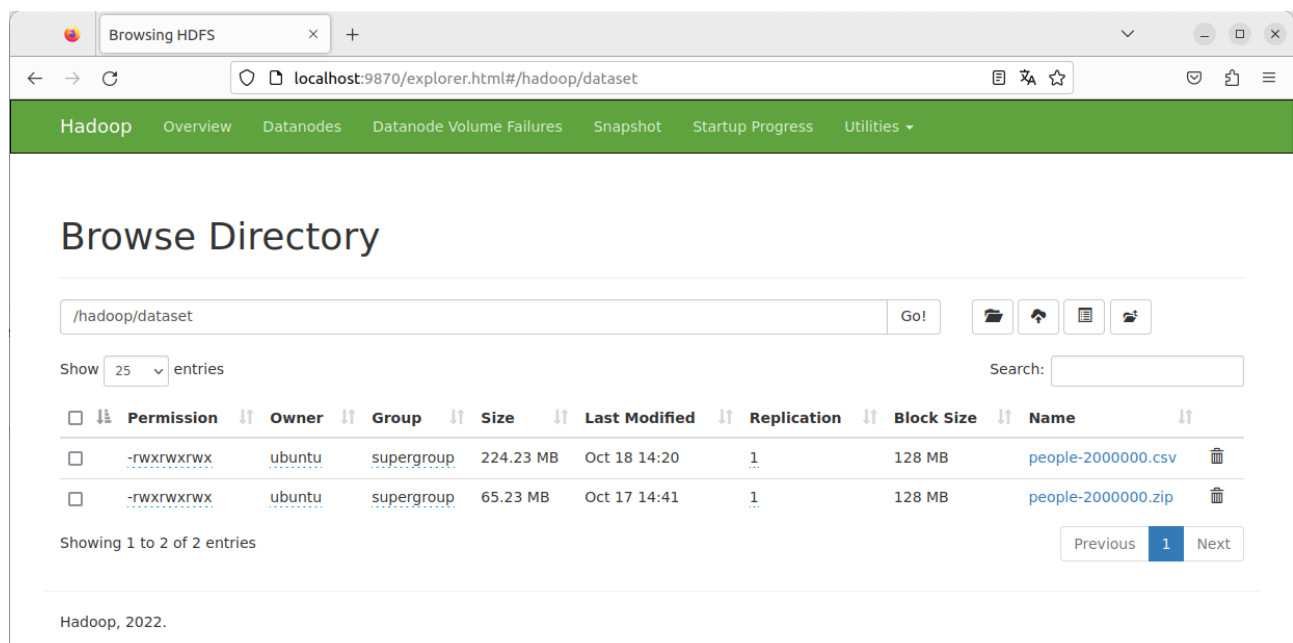 Browsing HDFS
localhost:9870/explorer.html#/hadoop/dataset
Hadoop Overview Datanodes Datanode Volume Failures Snapshot Startup Progress Utilities
Browse Directory
/hadoop/dataset Go!
Show 25 entries Search:
Permission Owner Group Size Last Modified Replication Block Size Name
-rwxrwxrwx ubuntu supergroup 224.23 MB Oct 18 14:20 1 128 MB people-2000000.csv
-rwxrwxrwx ubuntu supergroup 65.23 MB Oct 17 14:41 1 128 MB people-2000000.zip
Showing 1 to 2 of 2 entries Previous 1 Next
Hadoop, 2022.